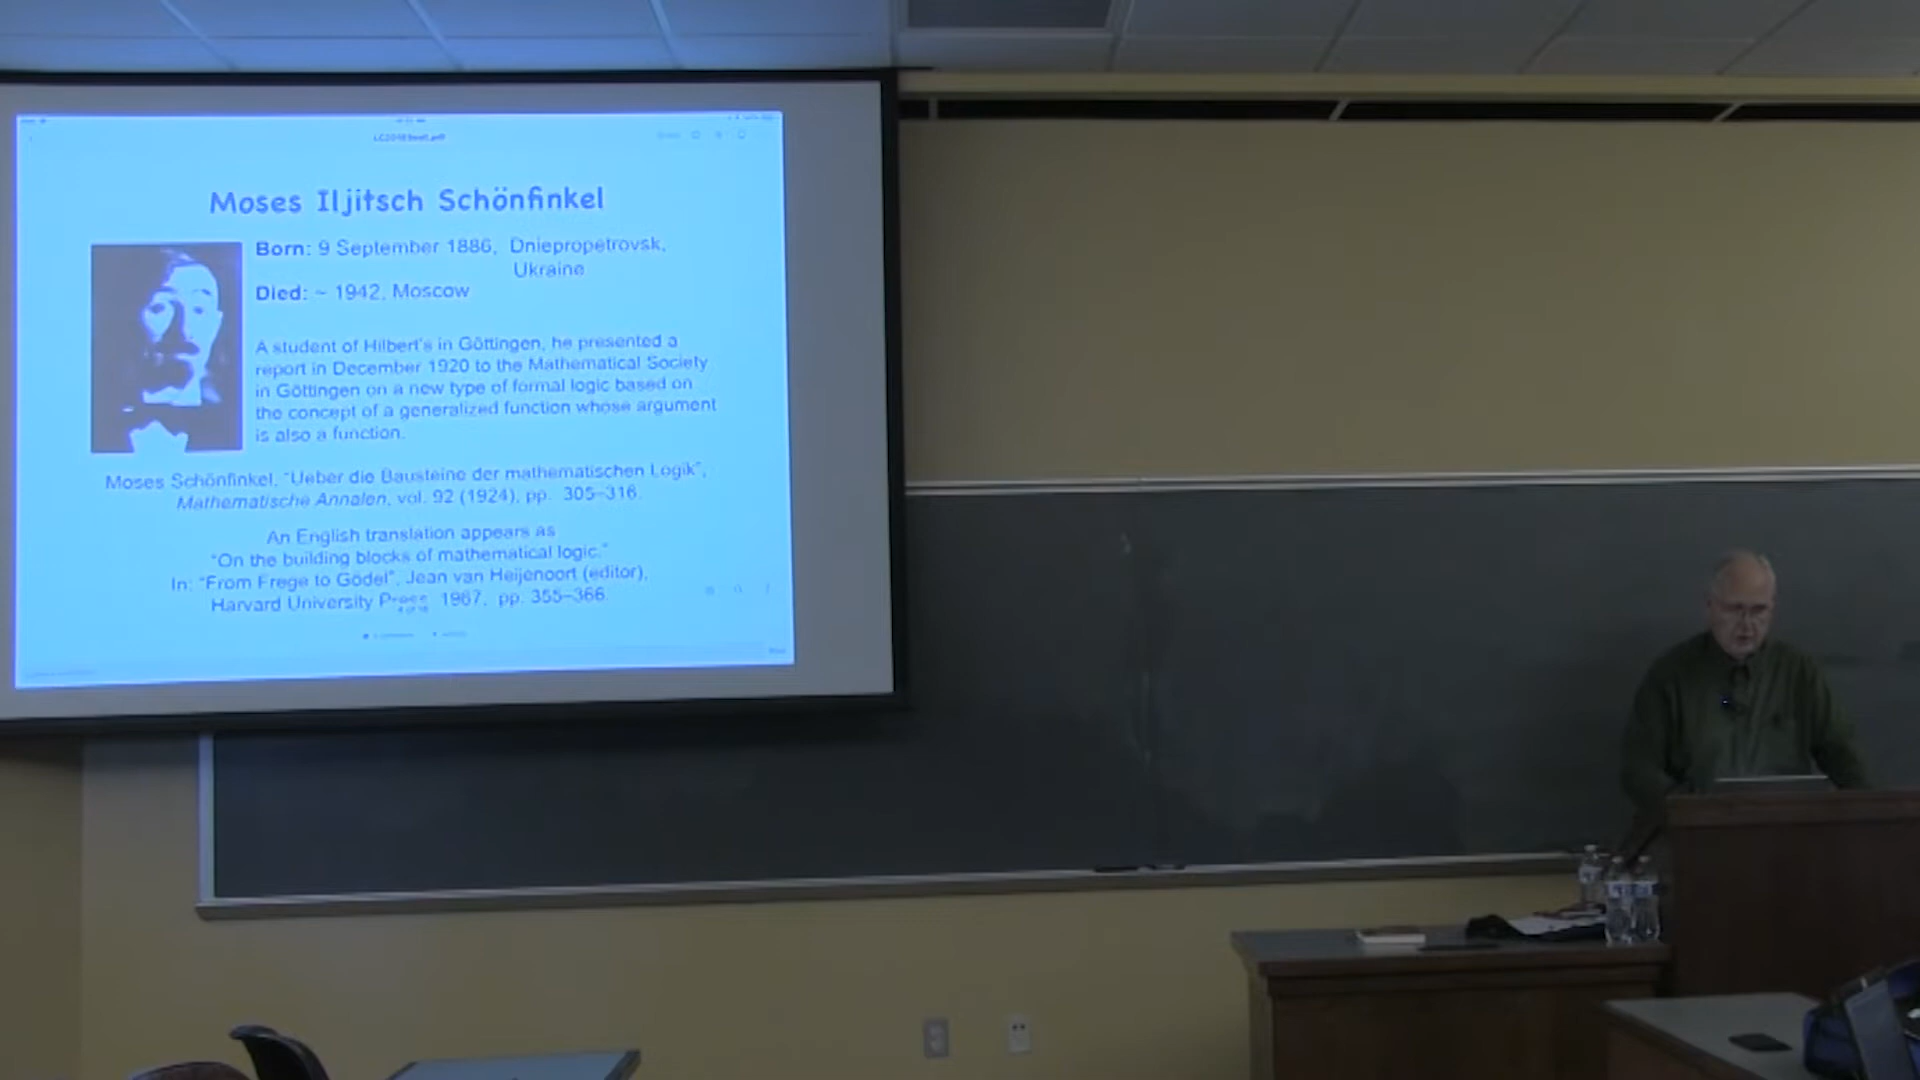 Moses Iljitsch Schönfinkel
Born: 9 September 1886, Dniepropetrovsk,
Ukraine
Died: ~ 1942, Moscow
A student of Hilbert's in Göttingen, he presented a
report in December 1920 to the Mathematical Society
in Göttingen on a new type of formal logic based on
the concept of a generalized function whose argument
is also a function.
Moses Schönfinkel, "Ueber die Bausteine der mathematischen Logik",
Mathematische Annalen, vol. 92 (1924), pp. 305–316.
An English translation appears as
"On the building blocks of mathematical logic."
In: "From Frege to Gödel", Jean van Heijenoort (editor),
Harvard University Press 1967, pp. 355–366.